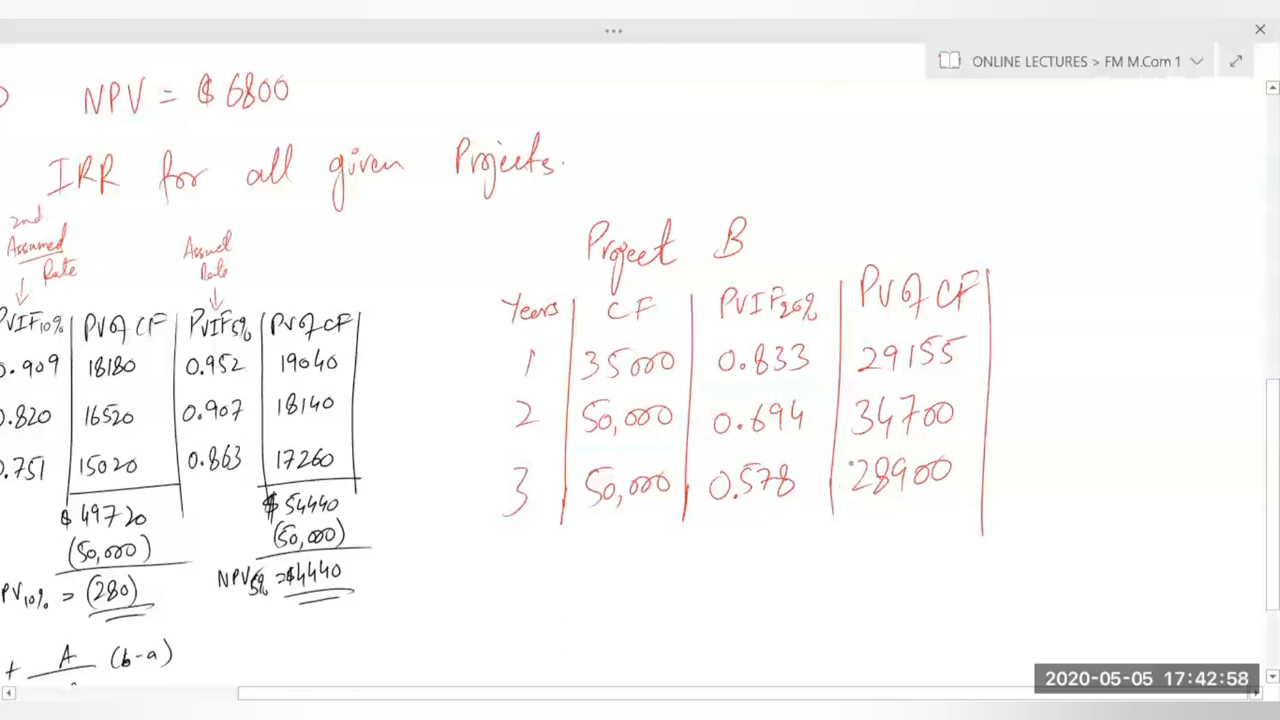 ONLINE LECTURES > FM M.Com 1
NPV = $ 6800
IRR for all given Projects.
2nd
Assumed Rate
Assued Rate
PVIF10% PV of CF PVIF5% PV of CF
0.909 18180 0.952 19040
0.820 16520 0.907 18140
0.751 15020 0.863 17260
$ 49720 $ 54440
(50,000) (50,000)
PV10% = (280) NPV5% = $4440
+ A (b-a)
Project B
Years CF PVIF20% PV of CF
1 35000 0.833 29155
2 50,000 0.694 34700
3 50,000 0.578 28900
2020-05-05 17:42:58